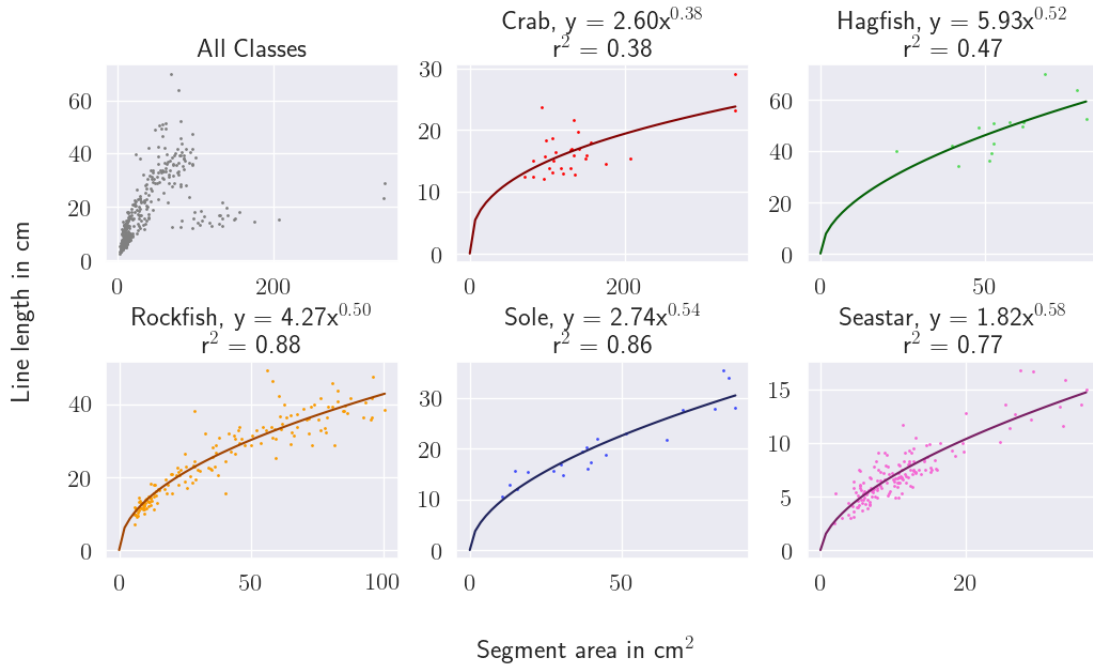 All Classes
60
40
20
0
0 200
Crab, y = 2.60x^0.38
r^2 = 0.38
30
20
10
0
0 200
Hagfish, y = 5.93x^0.52
r^2 = 0.47
60
40
20
0
0 50
Rockfish, y = 4.27x^0.50
r^2 = 0.88
40
20
0
0 50 100
Sole, y = 2.74x^0.54
r^2 = 0.86
30
20
10
0
0 50
Seastar, y = 1.82x^0.58
r^2 = 0.77
15
10
5
0
0 20
Line length in cm
Segment area in cm^2